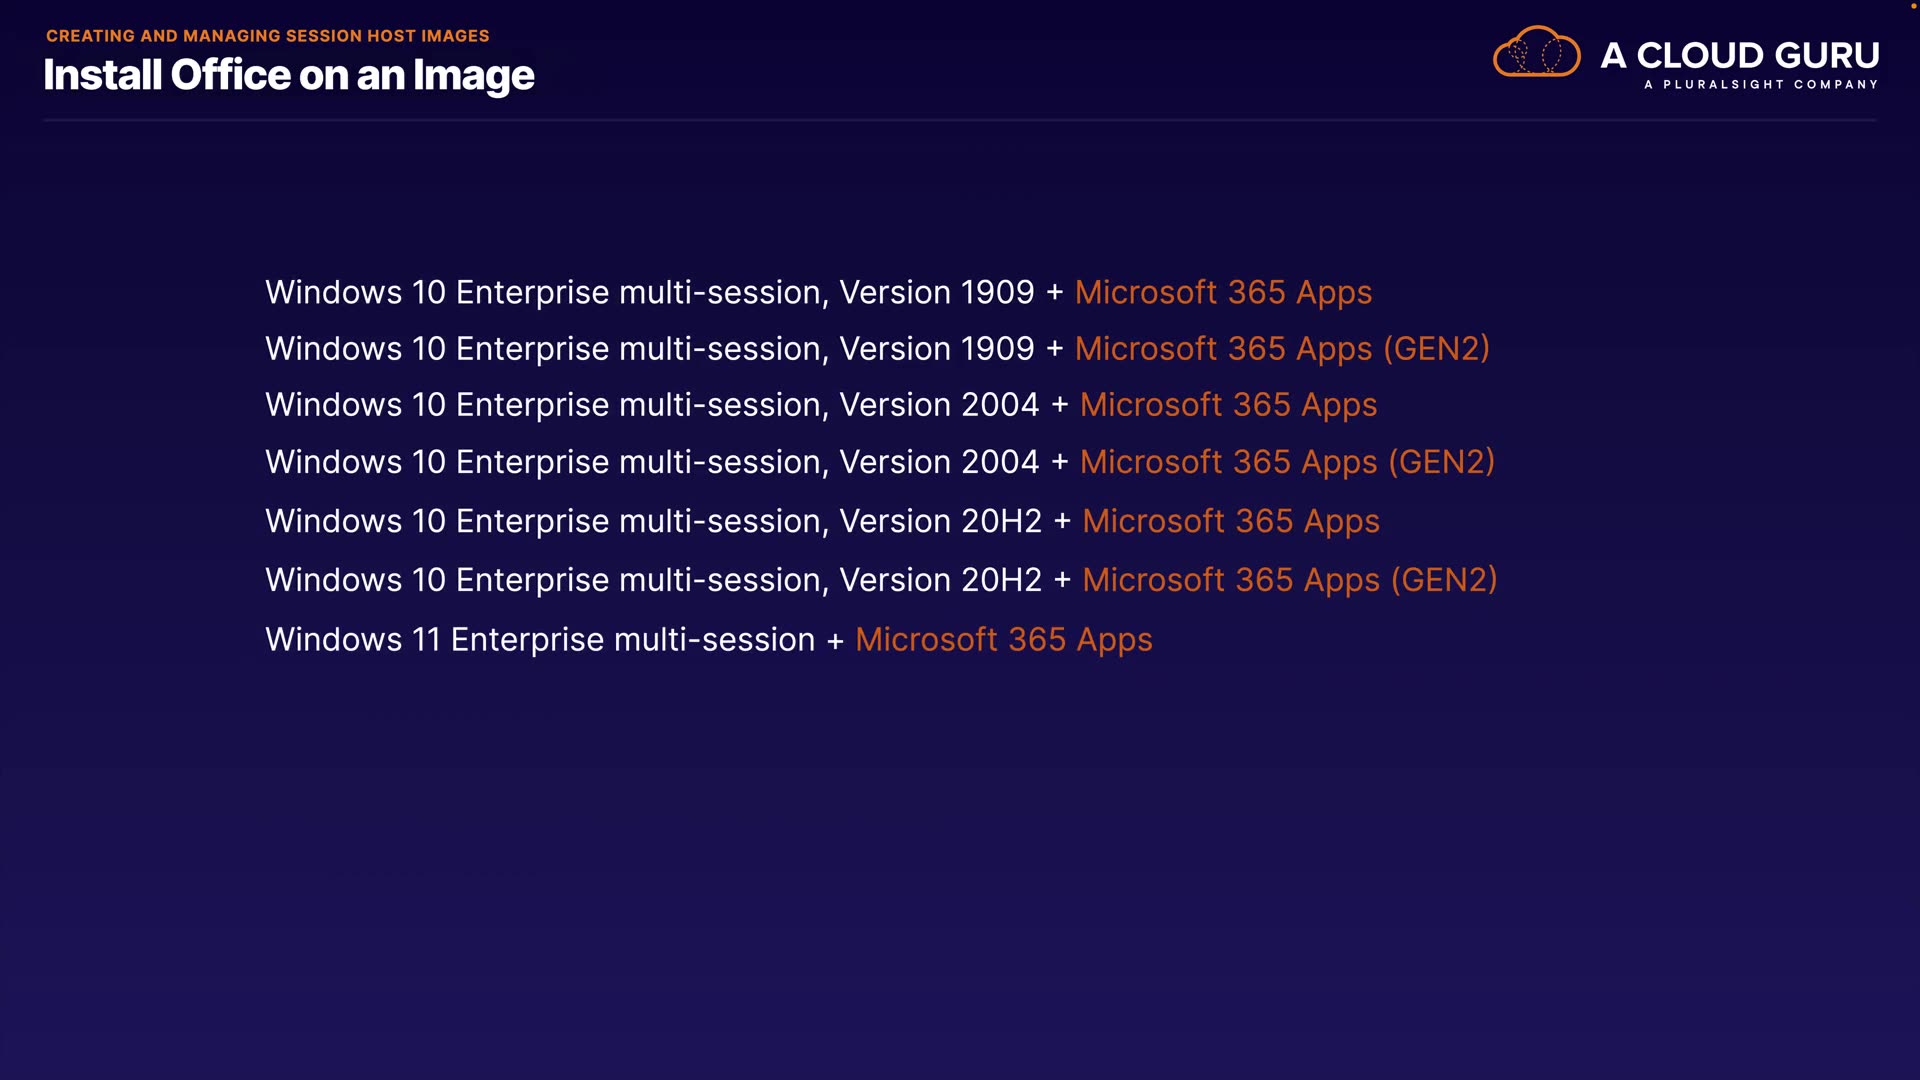 CREATING AND MANAGING SESSION HOST IMAGES
Install Office on an Image
A CLOUD GURU
A PLURALSIGHT COMPANY
Windows 10 Enterprise multi-session, Version 1909 + Microsoft 365 Apps
Windows 10 Enterprise multi-session, Version 1909 + Microsoft 365 Apps (GEN2)
Windows 10 Enterprise multi-session, Version 2004 + Microsoft 365 Apps
Windows 10 Enterprise multi-session, Version 2004 + Microsoft 365 Apps (GEN2)
Windows 10 Enterprise multi-session, Version 20H2 + Microsoft 365 Apps
Windows 10 Enterprise multi-session, Version 20H2 + Microsoft 365 Apps (GEN2)
Windows 11 Enterprise multi-session + Microsoft 365 Apps